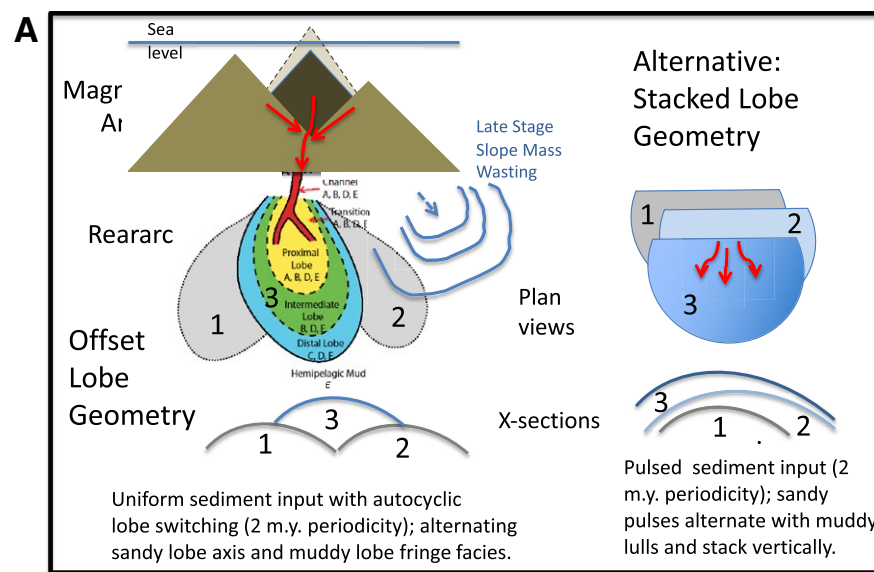 A
Sea
level
Magr
Ar
Late Stage
Slope Mass
Wasting
Channel
A, B, D, E
Transition
A, B, D, E
Reararc
Proximal
Lobe
A, B, D, E
3
Intermediate
Lobe
B, D, E
Distal Lobe
C, D, E
Hemipelagic Mud
E
1
2
Offset
Lobe
Geometry
1
3
2
Uniform sediment input with autocyclic
lobe switching (2 m.y. periodicity); alternating
sandy lobe axis and muddy lobe fringe facies.
Plan
views
X-sections
Alternative:
Stacked Lobe
Geometry
1
2
3
3
1
2
.
Pulsed sediment input (2
m.y. periodicity); sandy
pulses alternate with muddy
lulls and stack vertically.